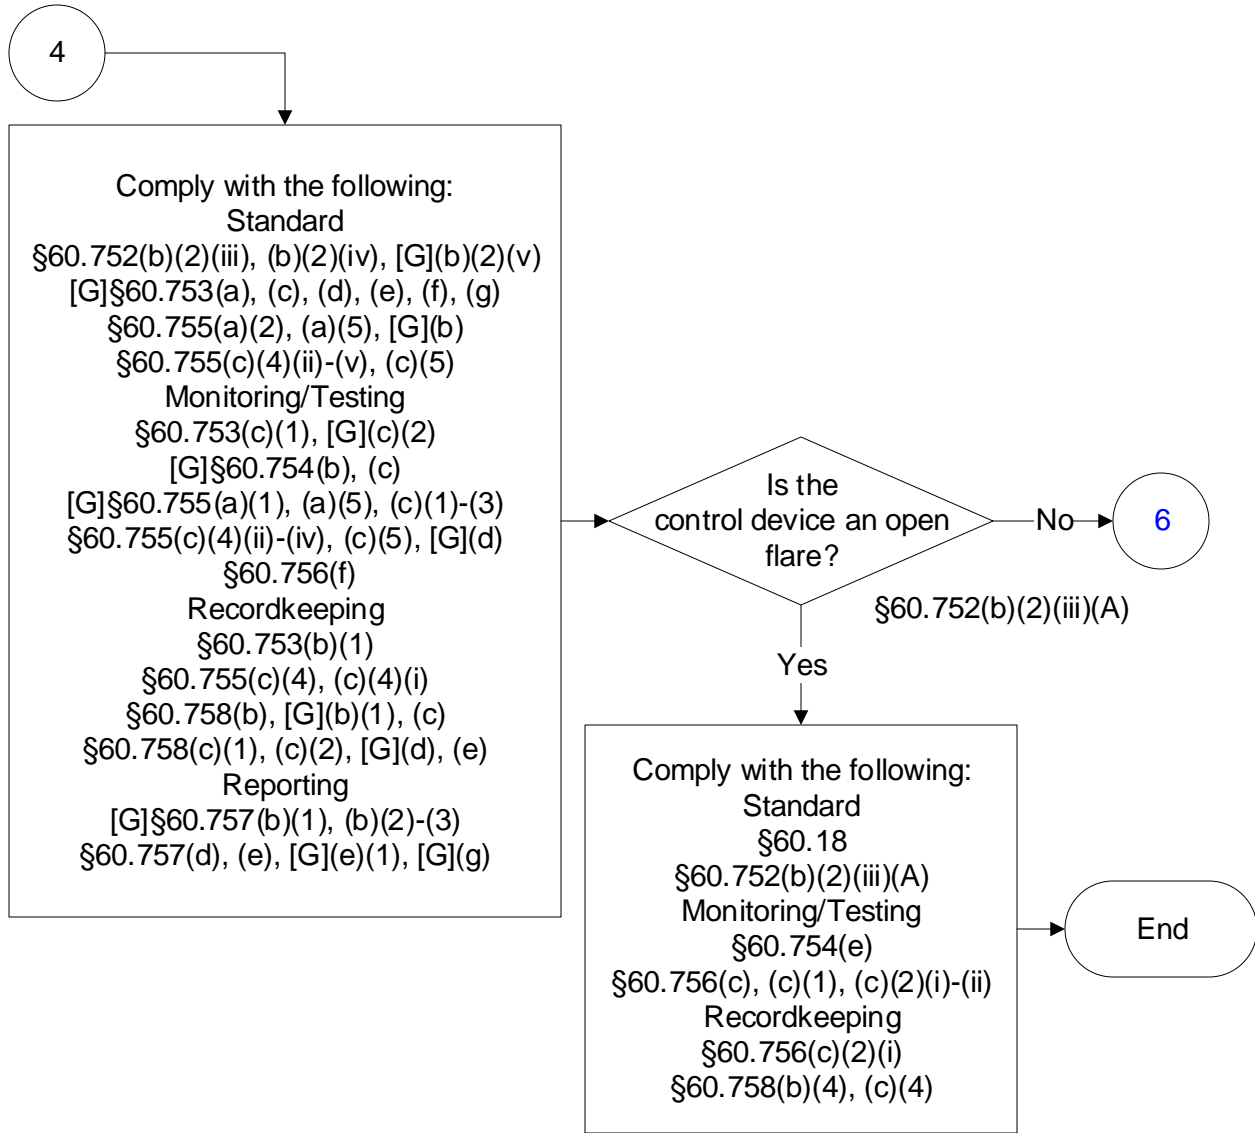 4
Comply with the following:
Standard
§60.752(b)(2)(iii), (b)(2)(iv), [G](b)(2)(v)
[G]§60.753(a), (c), (d), (e), (f), (g)
§60.755(a)(2), (a)(5), [G](b)
§60.755(c)(4)(ii)-(v), (c)(5)
Monitoring/Testing
§60.753(c)(1), [G](c)(2)
[G]§60.754(b), (c)
[G]§60.755(a)(1), (a)(5), (c)(1)-(3)
§60.755(c)(4)(ii)-(iv), (c)(5), [G](d)
§60.756(f)
Recordkeeping
§60.753(b)(1)
§60.755(c)(4), (c)(4)(i)
§60.758(b), [G](b)(1), (c)
§60.758(c)(1), (c)(2), [G](d), (e)
Reporting
[G]§60.757(b)(1), (b)(2)-(3)
§60.757(d), (e), [G](e)(1), [G](g)
Is the
control device an open
flare?
No
6
§60.752(b)(2)(iii)(A)
Yes
Comply with the following:
Standard
§60.18
§60.752(b)(2)(iii)(A)
Monitoring/Testing
§60.754(e)
§60.756(c), (c)(1), (c)(2)(i)-(ii)
Recordkeeping
§60.756(c)(2)(i)
§60.758(b)(4), (c)(4)
End